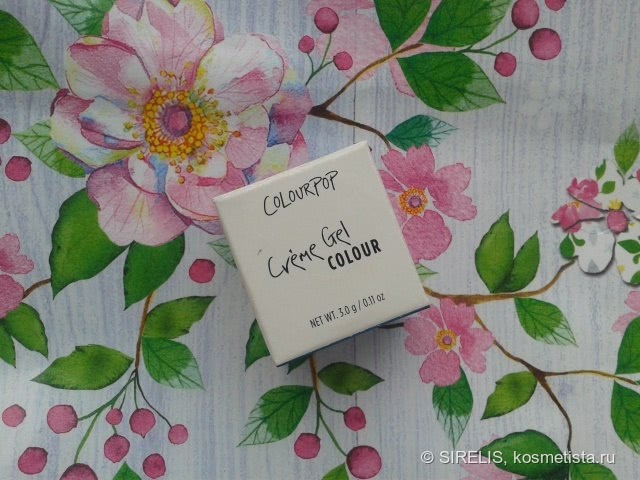 COLOURPOP
Crème Gel
COLOUR
NET WT. 3.0 g / 0.11 oz
© SIRELIS, kosmetista.ru